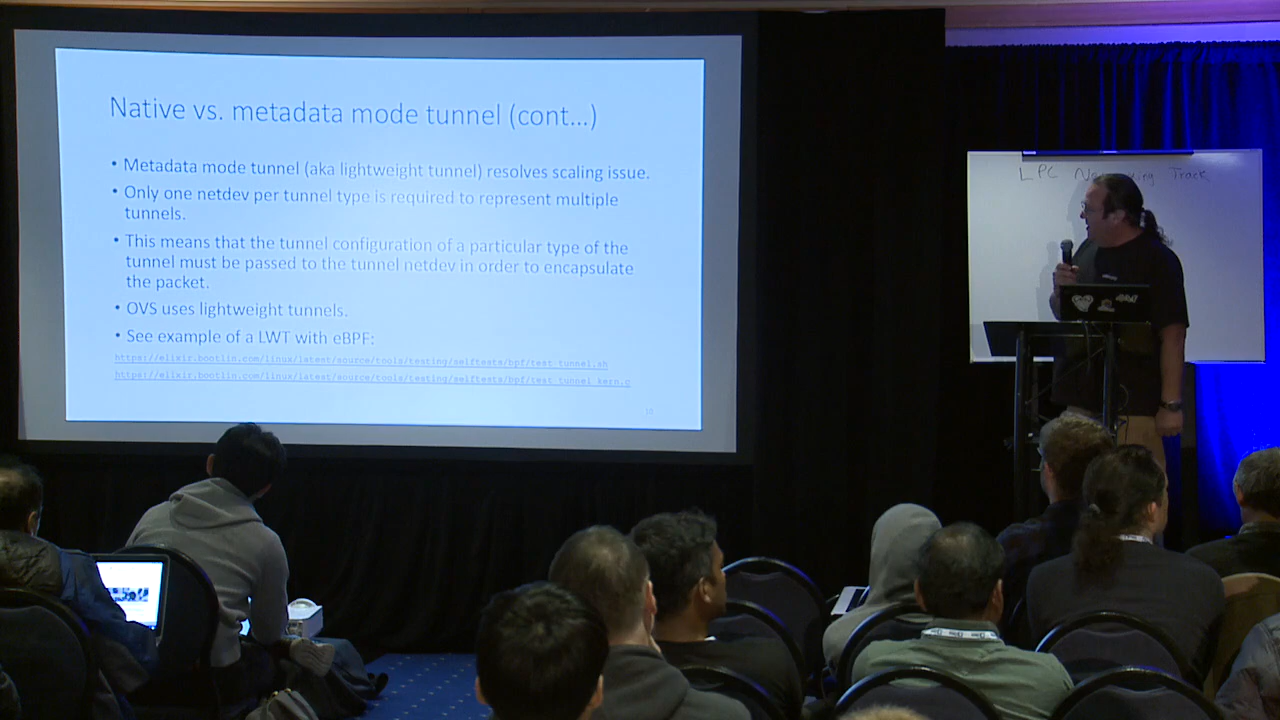 Native vs. metadata mode tunnel (cont...)
• Metadata mode tunnel (aka lightweight tunnel) resolves scaling issue.
• Only one netdev per tunnel type is required to represent multiple
tunnels.
• This means that the tunnel configuration of a particular type of the
tunnel must be passed to the tunnel netdev in order to encapsulate
the packet.
• OVS uses lightweight tunnels.
• See example of a LWT with eBPF:
https://elixir.bootlin.com/linux/latest/source/tools/testing/selftests/bpf/test_tunnel.sh
https://elixir.bootlin.com/linux/latest/source/tools/testing/selftests/bpf/test_tunnel_kern.c
10
LPC Track